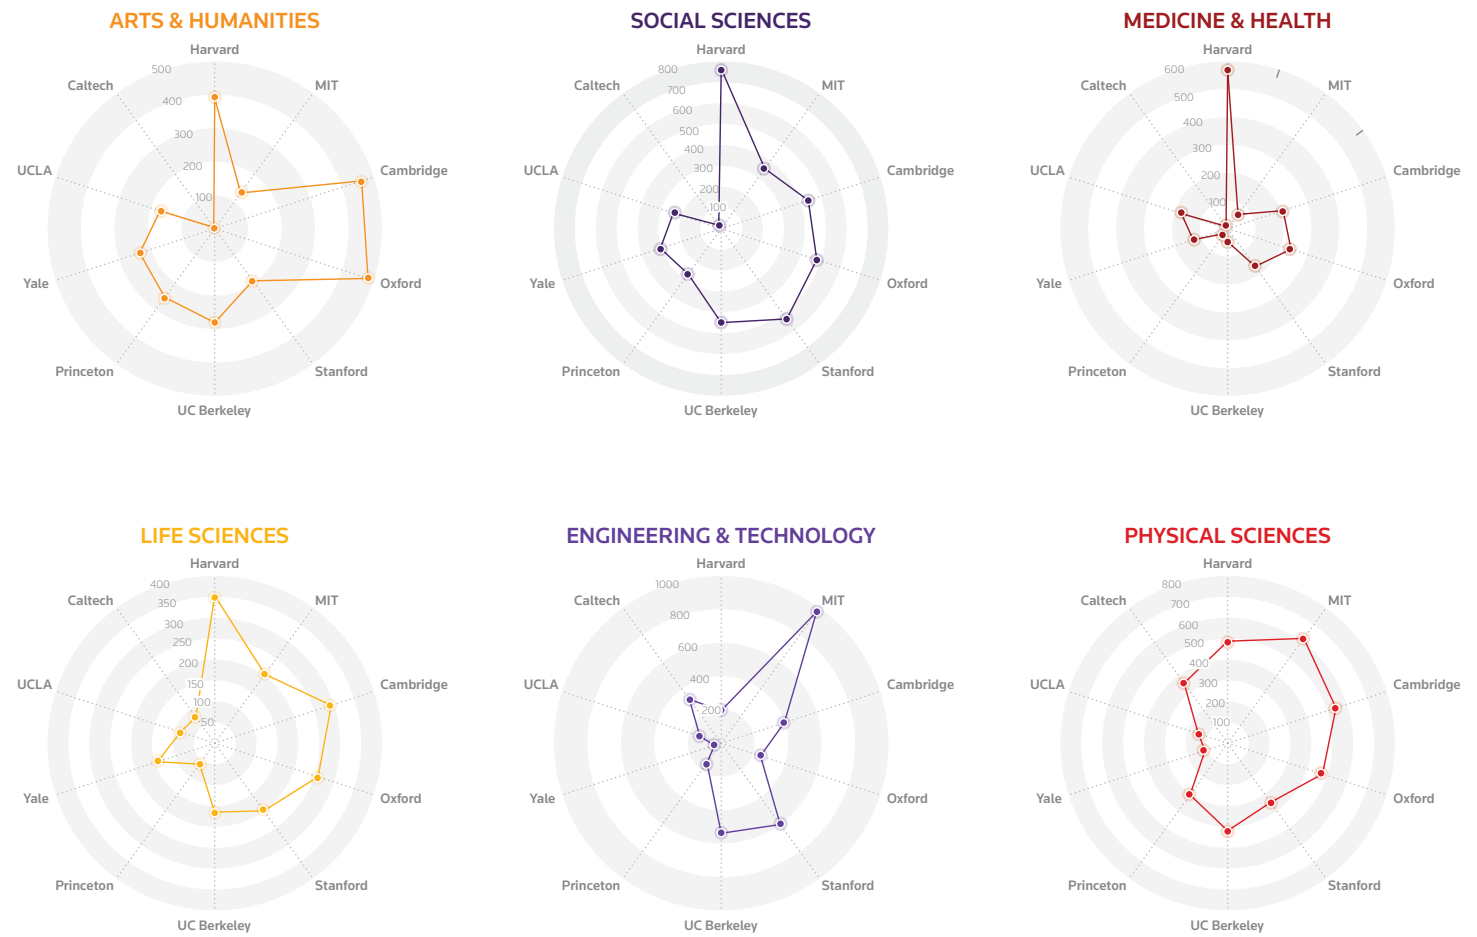 ARTS & HUMANITIES
Harvard
MIT
Cambridge
Oxford
Stanford
UC Berkeley
Princeton
Yale
UCLA
Caltech
500
400
300
200
100
SOCIAL SCIENCES
Harvard
MIT
Cambridge
Oxford
Stanford
UC Berkeley
Princeton
Yale
UCLA
Caltech
800
700
600
500
400
300
200
100
MEDICINE & HEALTH
Harvard
MIT
Cambridge
Oxford
Stanford
UC Berkeley
Princeton
Yale
UCLA
Caltech
600
500
400
300
200
100
LIFE SCIENCES
Harvard
MIT
Cambridge
Oxford
Stanford
UC Berkeley
Princeton
Yale
UCLA
Caltech
400
350
300
250
200
150
100
50
ENGINEERING & TECHNOLOGY
Harvard
MIT
Cambridge
Oxford
Stanford
UC Berkeley
Princeton
Yale
UCLA
Caltech
1000
800
600
400
200
PHYSICAL SCIENCES
Harvard
MIT
Cambridge
Oxford
Stanford
UC Berkeley
Princeton
Yale
UCLA
Caltech
800
700
600
500
400
300
200
100